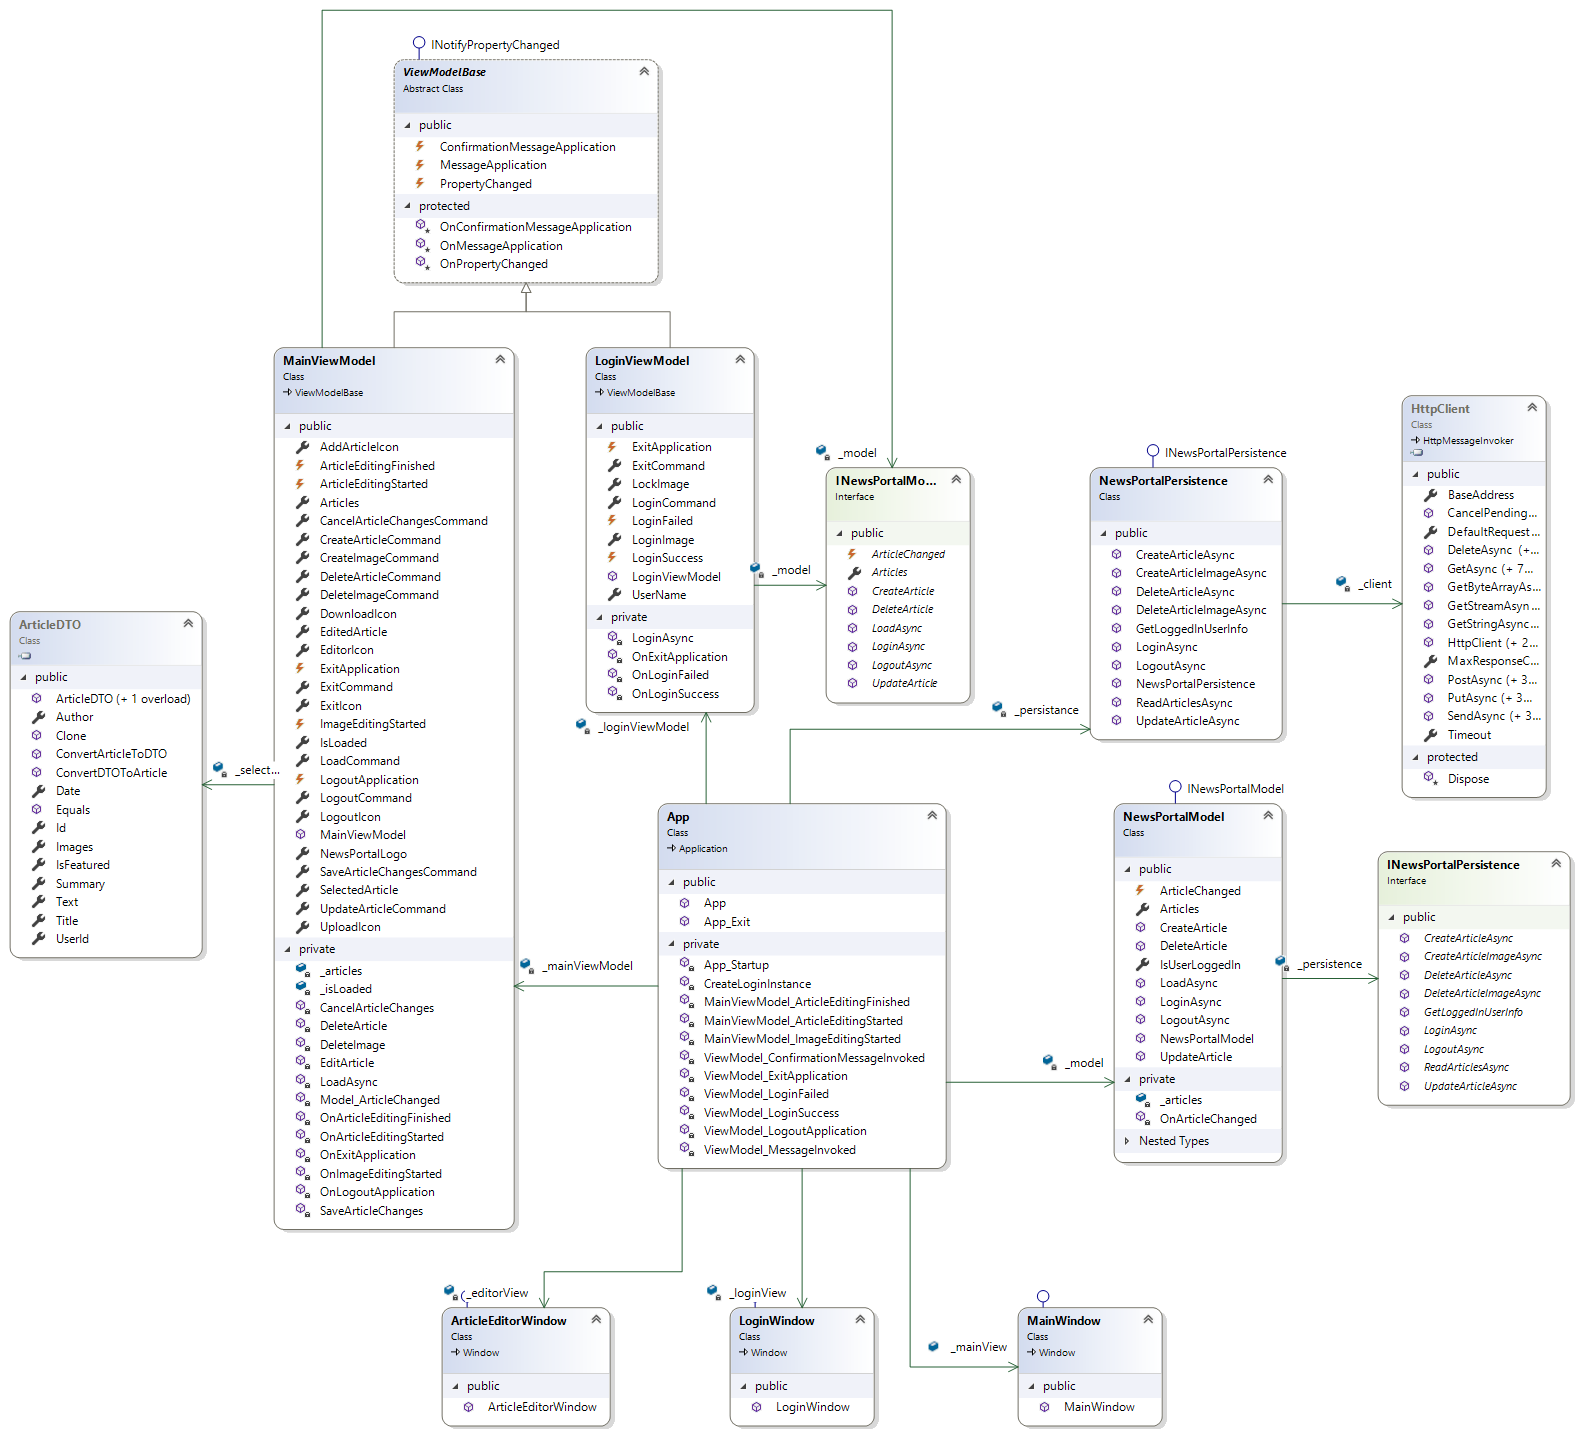 INotifyPropertyChanged
ViewModelBase
Abstract Class
public
ConfirmationMessageApplication
MessageApplication
PropertyChanged
protected
OnConfirmationMessageApplication
OnMessageApplication
OnPropertyChanged
MainViewModel
Class
ViewModelBase
public
AddArticleIcon
ArticleEditingFinished
ArticleEditingStarted
Articles
CancelArticleChangesCommand
CreateArticleCommand
CreateImageCommand
DeleteArticleCommand
DeleteImageCommand
DownloadIcon
EditedArticle
EditorIcon
ExitApplication
ExitCommand
ExitIcon
ImageEditingStarted
IsLoaded
LoadCommand
LogoutApplication
LogoutCommand
LogoutIcon
MainViewModel
NewsPortalLogo
SaveArticleChangesCommand
SelectedArticle
UpdateArticleCommand
UploadIcon
private
_articles
_isLoaded
CancelArticleChanges
DeleteArticle
DeleteImage
EditArticle
LoadAsync
Model_ArticleChanged
OnArticleEditingFinished
OnArticleEditingStarted
OnExitApplication
OnImageEditingStarted
OnLogoutApplication
SaveArticleChanges
LoginViewModel
Class
ViewModelBase
public
ExitApplication
ExitCommand
LockImage
LoginCommand
LoginFailed
LoginImage
LoginSuccess
LoginViewModel
UserName
private
LoginAsync
OnExitApplication
OnLoginFailed
OnLoginSuccess
_loginViewModel
_model
_model
INewsPortalMo...
Interface
public
ArticleChanged
Articles
CreateArticle
DeleteArticle
LoadAsync
LoginAsync
LogoutAsync
UpdateArticle
INewsPortalPersistence
NewsPortalPersistence
Class
public
CreateArticleAsync
CreateArticleImageAsync
DeleteArticleAsync
DeleteArticleImageAsync
GetLoggedInUserInfo
LoginAsync
LogoutAsync
NewsPortalPersistence
ReadArticlesAsync
UpdateArticleAsync
_persistance
_client
HttpClient
Class
HttpMessageInvoker
public
BaseAddress
CancelPending...
DefaultRequest...
DeleteAsync (+...
GetAsync (+ 7...
GetByteArrayAs...
GetStreamAsyn...
GetStringAsync...
HttpClient (+ 2...
MaxResponseC...
PostAsync (+ 3...
PutAsync (+ 3...
SendAsync (+ 3...
Timeout
protected
Dispose
ArticleDTO
Class
public
ArticleDTO (+ 1 overload)
Author
Clone
ConvertArticleToDTO
ConvertDTOToArticle
Date
Equals
Id
Images
IsFeatured
Summary
Text
Title
UserId
_select...
App
Class
Application
public
App
App_Exit
private
App_Startup
CreateLoginInstance
MainViewModel_ArticleEditingFinished
MainViewModel_ArticleEditingStarted
MainViewModel_ImageEditingStarted
ViewModel_ConfirmationMessageInvoked
ViewModel_ExitApplication
ViewModel_LoginFailed
ViewModel_LoginSuccess
ViewModel_LogoutApplication
ViewModel_MessageInvoked
_mainViewModel
_model
INewsPortalModel
NewsPortalModel
Class
public
ArticleChanged
Articles
CreateArticle
DeleteArticle
IsUserLoggedIn
LoadAsync
LoginAsync
LogoutAsync
NewsPortalModel
UpdateArticle
private
_articles
OnArticleChanged
Nested Types
_persistence
INewsPortalPersistence
Interface
public
CreateArticleAsync
CreateArticleImageAsync
DeleteArticleAsync
DeleteArticleImageAsync
GetLoggedInUserInfo
LoginAsync
LogoutAsync
ReadArticlesAsync
UpdateArticleAsync
_editorView
ArticleEditorWindow
Class
Window
public
ArticleEditorWindow
_loginView
LoginWindow
Class
Window
public
LoginWindow
_mainView
MainWindow
Class
Window
public
MainWindow